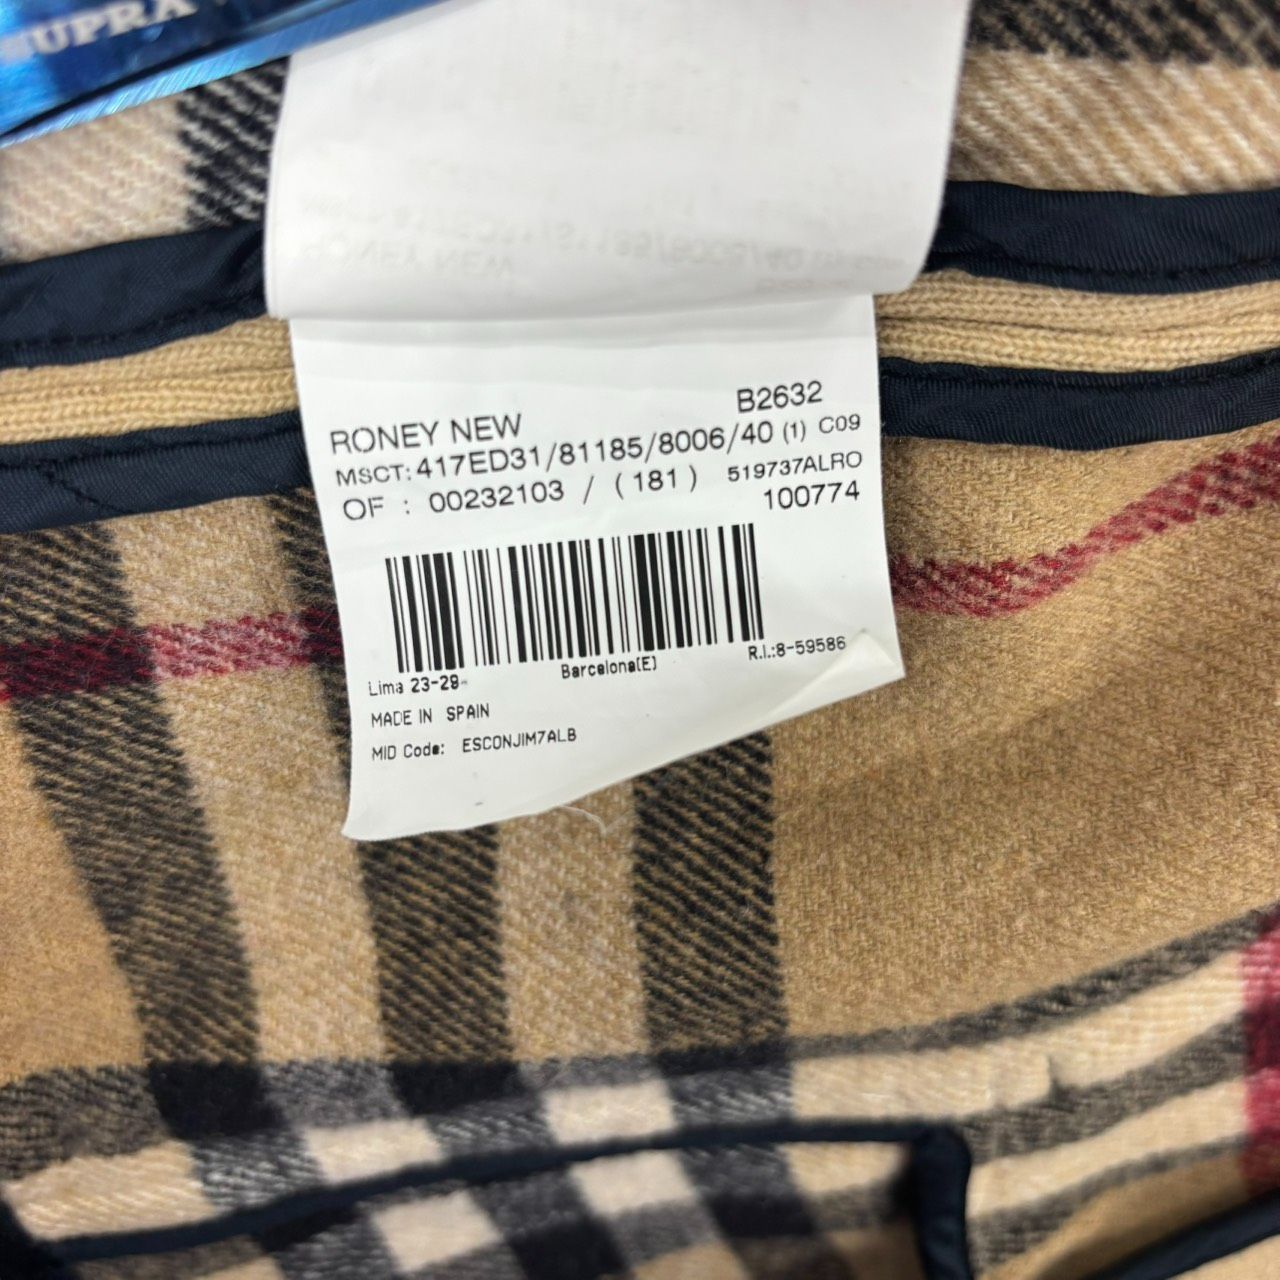 SUPRA
B2632
RONEY NEW
MSCT: 417ED31/81185/8006/40 (1) C09
519737ALRO
OF : 00232103 / (181)
100774
R.I.:8-59586
Barcelona(E)
Lima 23-29
MADE IN SPAIN
MID Code: ESCONJIM7ALB